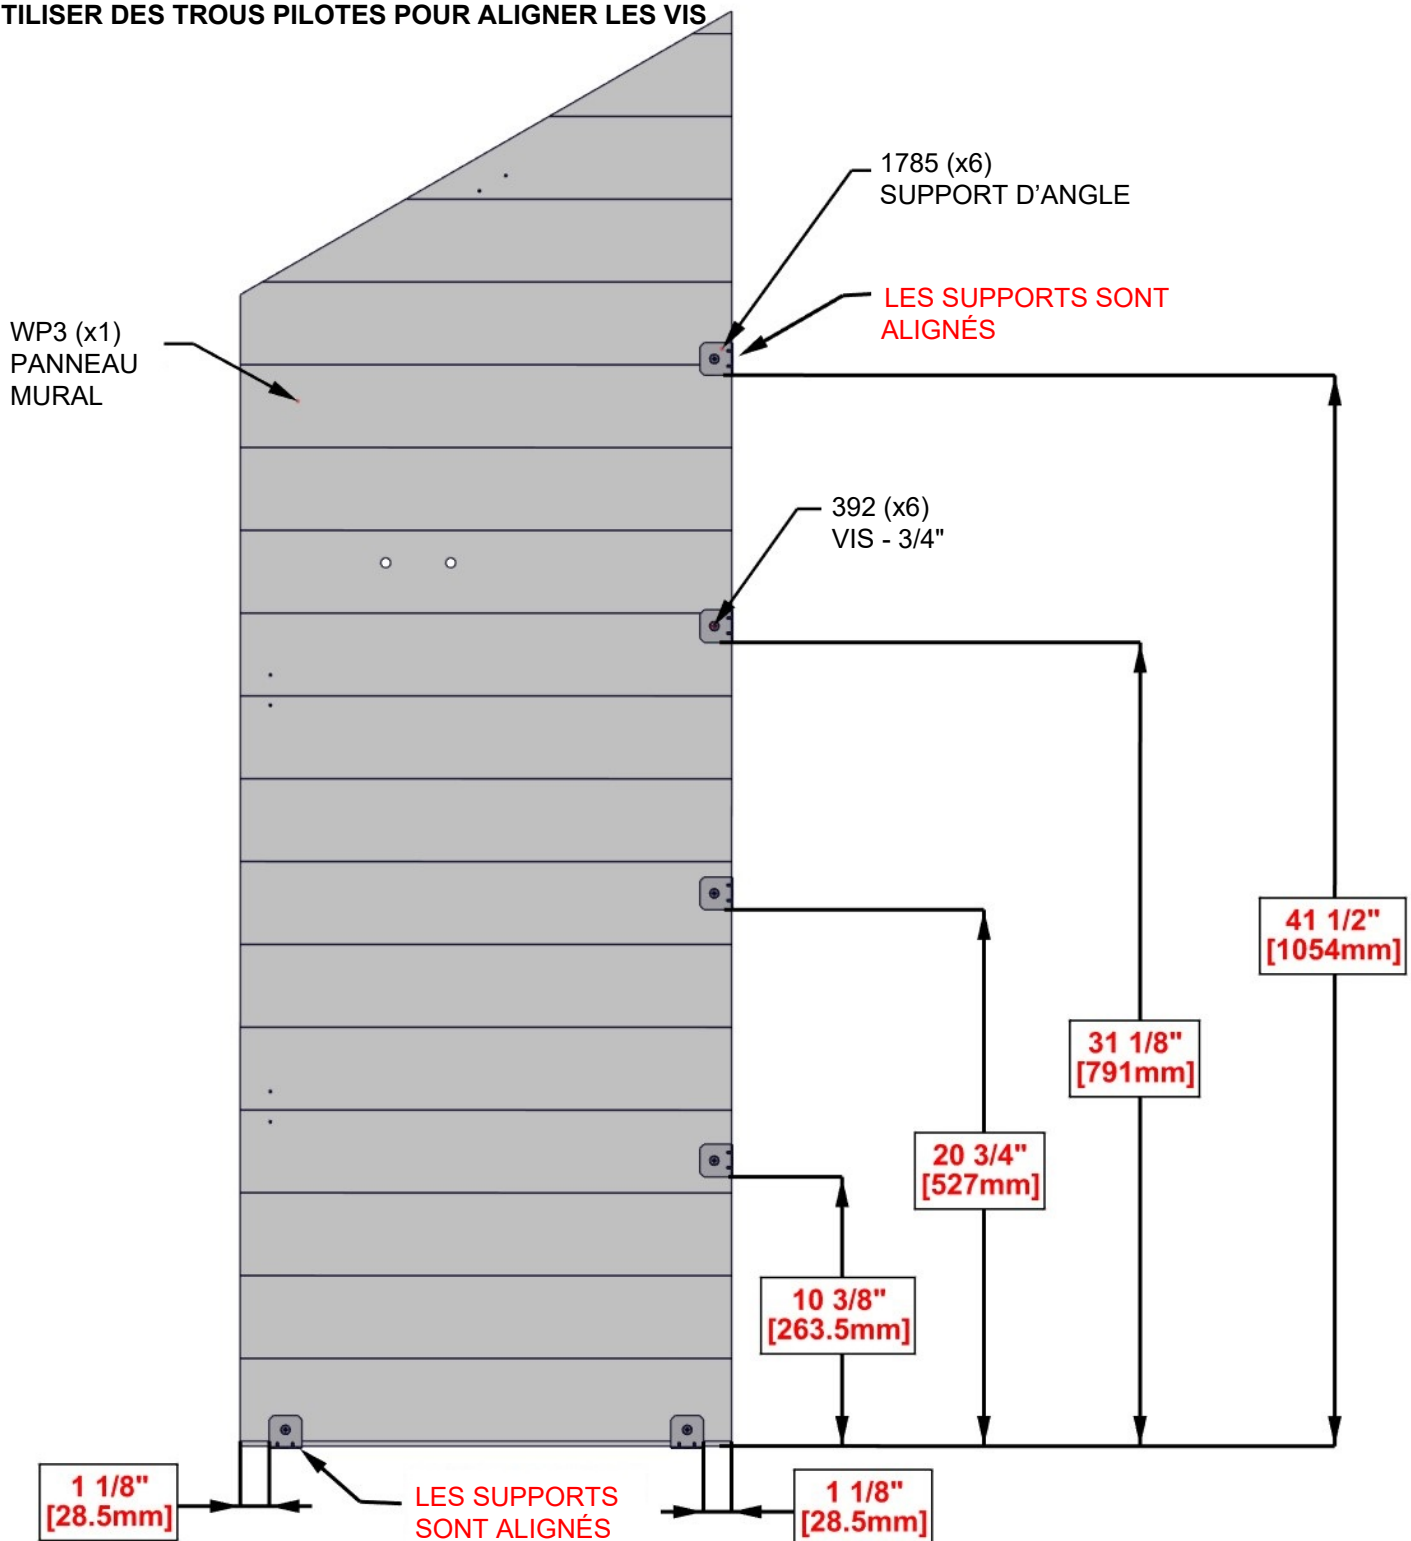 TILISER DES TROUS PILOTES POUR ALIGNER LES VIS
1785 (x6)
SUPPORT D’ANGLE
LES SUPPORTS SONT
ALIGNÉS
WP3 (x1)
PANNEAU
MURAL
392 (x6)
VIS - 3/4"
41 1/2"
[1054mm]
31 1/8"
[791mm]
20 3/4"
[527mm]
10 3/8"
[263.5mm]
1 1/8"
[28.5mm]
LES SUPPORTS
SONT ALIGNÉS
1 1/8"
[28.5mm]